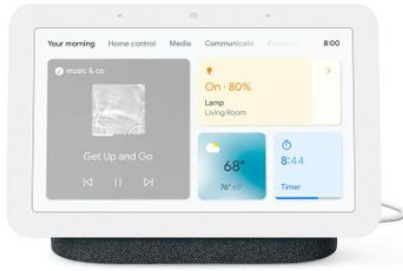 Your morning Home control Media Communicate 8:00
music & co
Get Up and Go
On · 80%
Lamp
Living Room
68°
76°
8:44
Timer